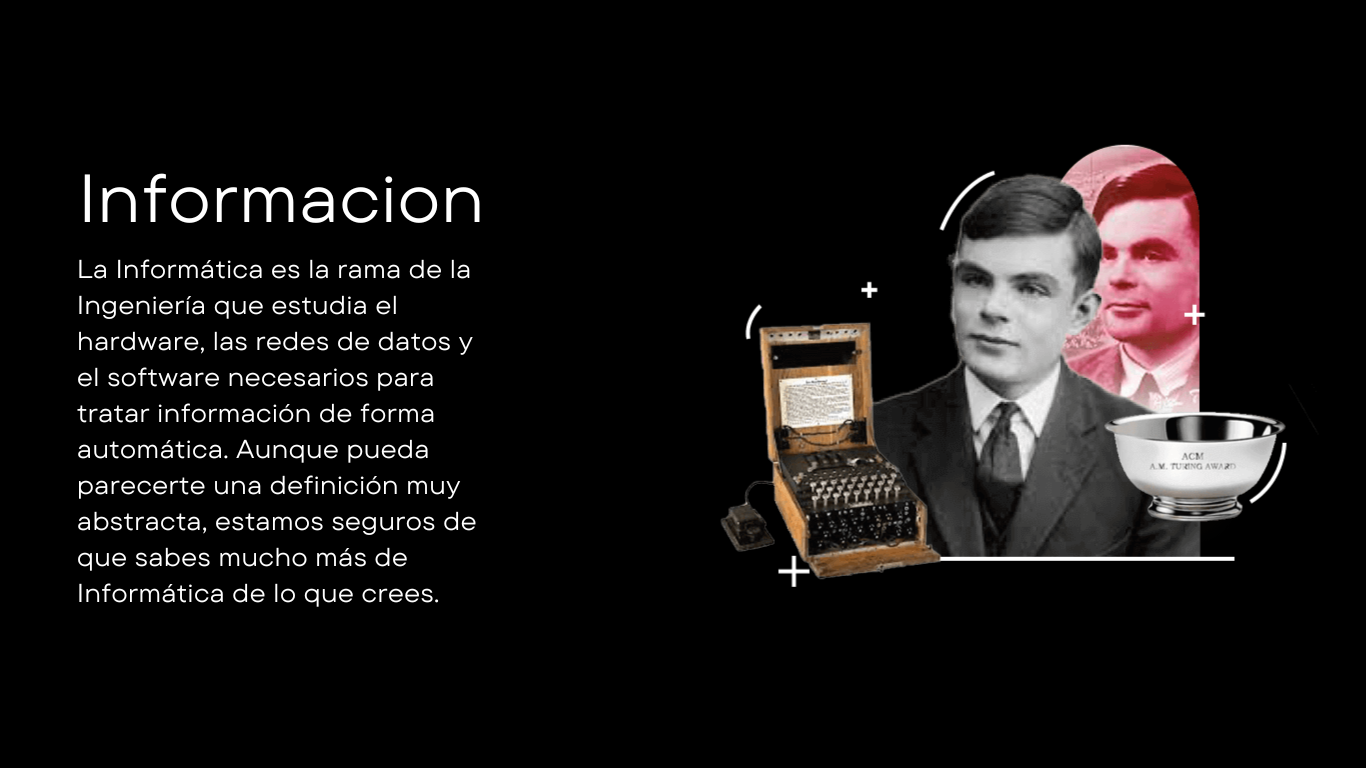 Informacion
La Informática es la rama de la
Ingeniería que estudia el
hardware, las redes de datos y
el software necesarios para
tratar información de forma
automática. Aunque pueda
parecerte una definición muy
abstracta, estamos seguros de
que sabes mucho más de
Informática de lo que crees.
ACM
A.M. TURING AWARD